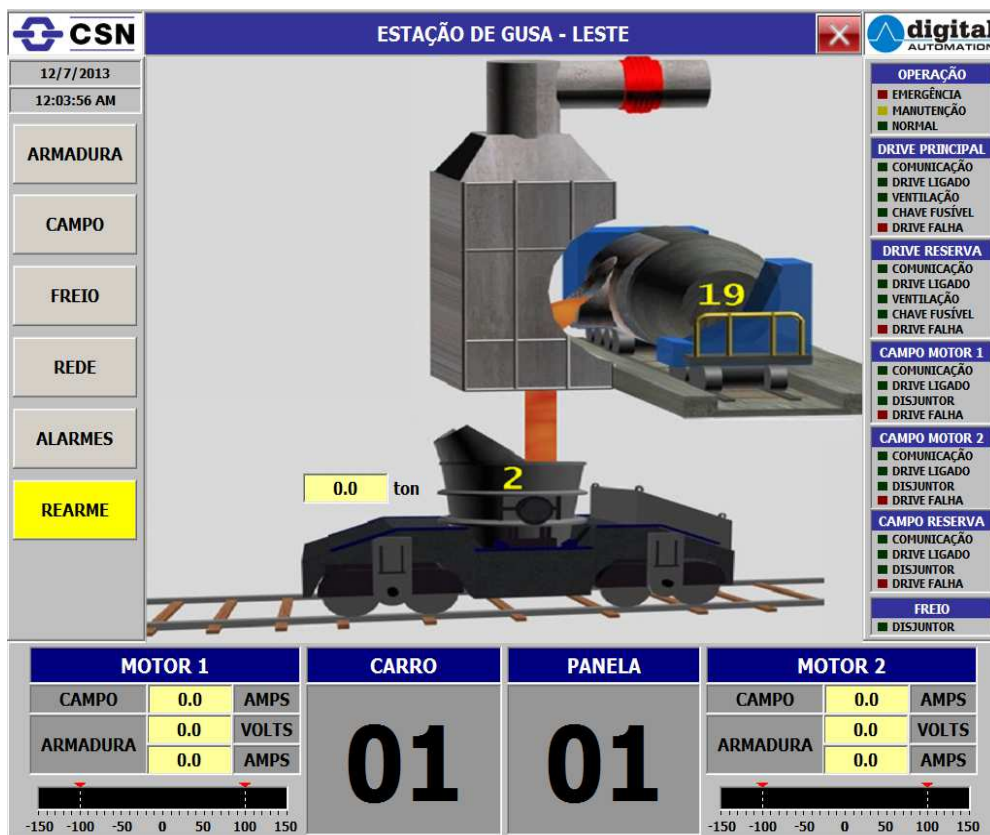 CSN
ESTAÇÃO DE GUSA - LESTE
X
digital
AUTOMATION
12/7/2013
12:03:56 AM
ARMADURA
CAMPO
FREIO
REDE
ALARMES
REARME
19
2
0.0 ton
OPERAÇÃO
EMERGÊNCIA
MANUTENÇÃO
NORMAL
DRIVE PRINCIPAL
COMUNICAÇÃO
DRIVE LIGADO
VENTILAÇÃO
CHAVE FUSÍVEL
DRIVE FALHA
DRIVE RESERVA
COMUNICAÇÃO
DRIVE LIGADO
VENTILAÇÃO
CHAVE FUSÍVEL
DRIVE FALHA
CAMPO MOTOR 1
COMUNICAÇÃO
DRIVE LIGADO
DISJUNTOR
DRIVE FALHA
CAMPO MOTOR 2
COMUNICAÇÃO
DRIVE LIGADO
DISJUNTOR
DRIVE FALHA
CAMPO RESERVA
COMUNICAÇÃO
DRIVE LIGADO
DISJUNTOR
DRIVE FALHA
FREIO
DISJUNTOR
MOTOR 1
CAMPO 0.0 AMPS
ARMADURA 0.0 VOLTS
0.0 AMPS
-150 -100 -50 0 50 100 150
CARRO
01
PANELA
01
MOTOR 2
CAMPO 0.0 AMPS
ARMADURA 0.0 VOLTS
0.0 AMPS
-150 -100 -50 0 50 100 150